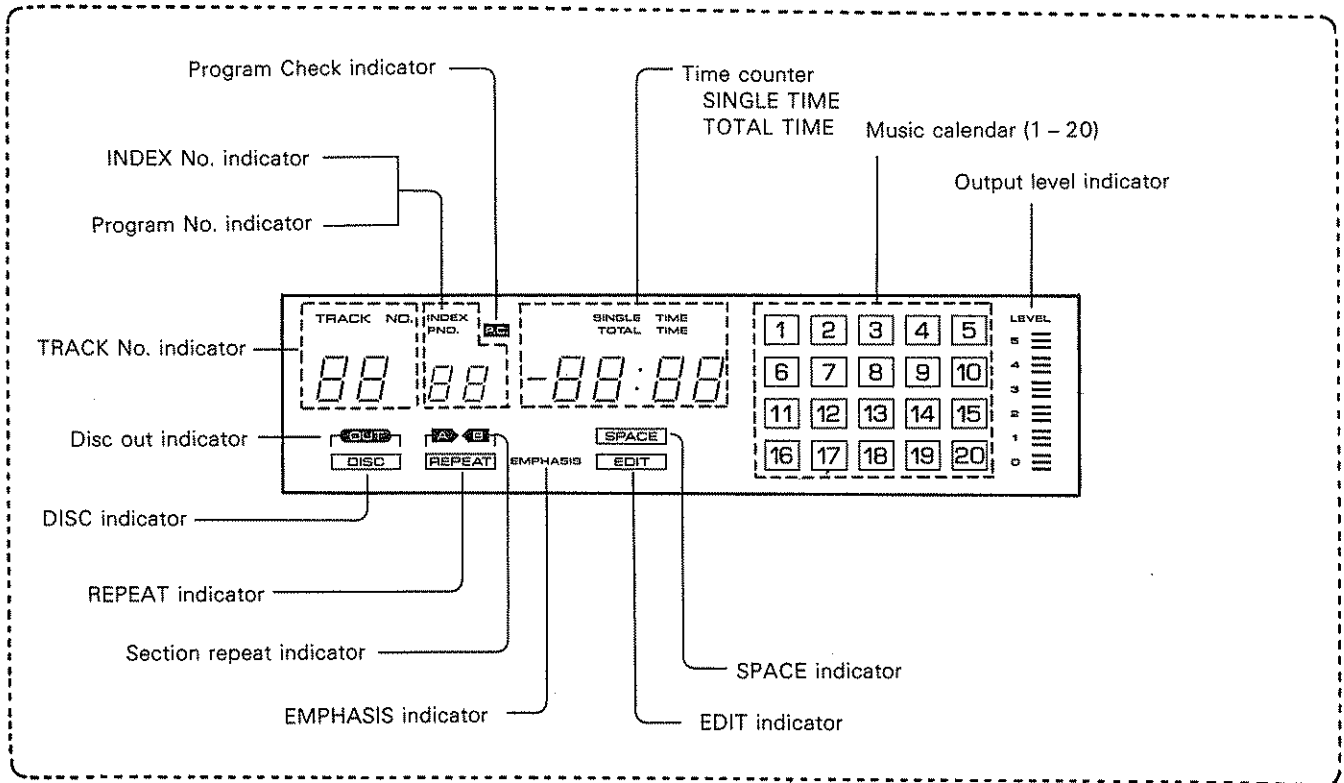 Program Check indicator
Time counter
SINGLE TIME
TOTAL TIME
Music calendar (1 – 20)
INDEX No. indicator
Output level indicator
Program No. indicator
TRACK No. indicator
TRACK NO.
INDEX
PNO.
P.C.
SINGLE TIME
TOTAL TIME
88
88
-88:88
1 2 3 4 5
6 7 8 9 10
11 12 13 14 15
16 17 18 19 20
LEVEL
5
4
3
2
1
0
Disc out indicator
OUT
A B
SPACE
DISC
REPEAT
EMPHASIS
EDIT
DISC indicator
REPEAT indicator
Section repeat indicator
SPACE indicator
EMPHASIS indicator
EDIT indicator